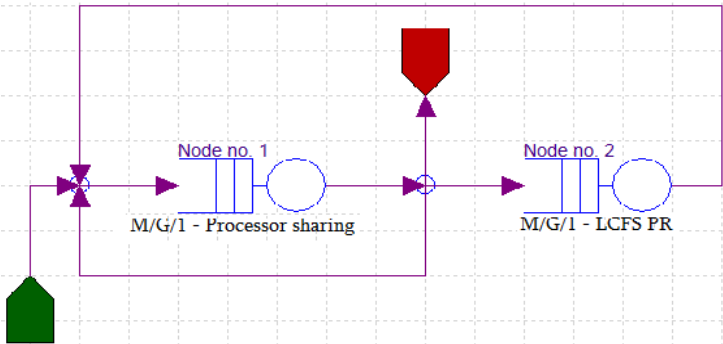 Node no. 1
Node no. 2
M/G/1 - Processor sharing
M/G/1 - LCFS PR